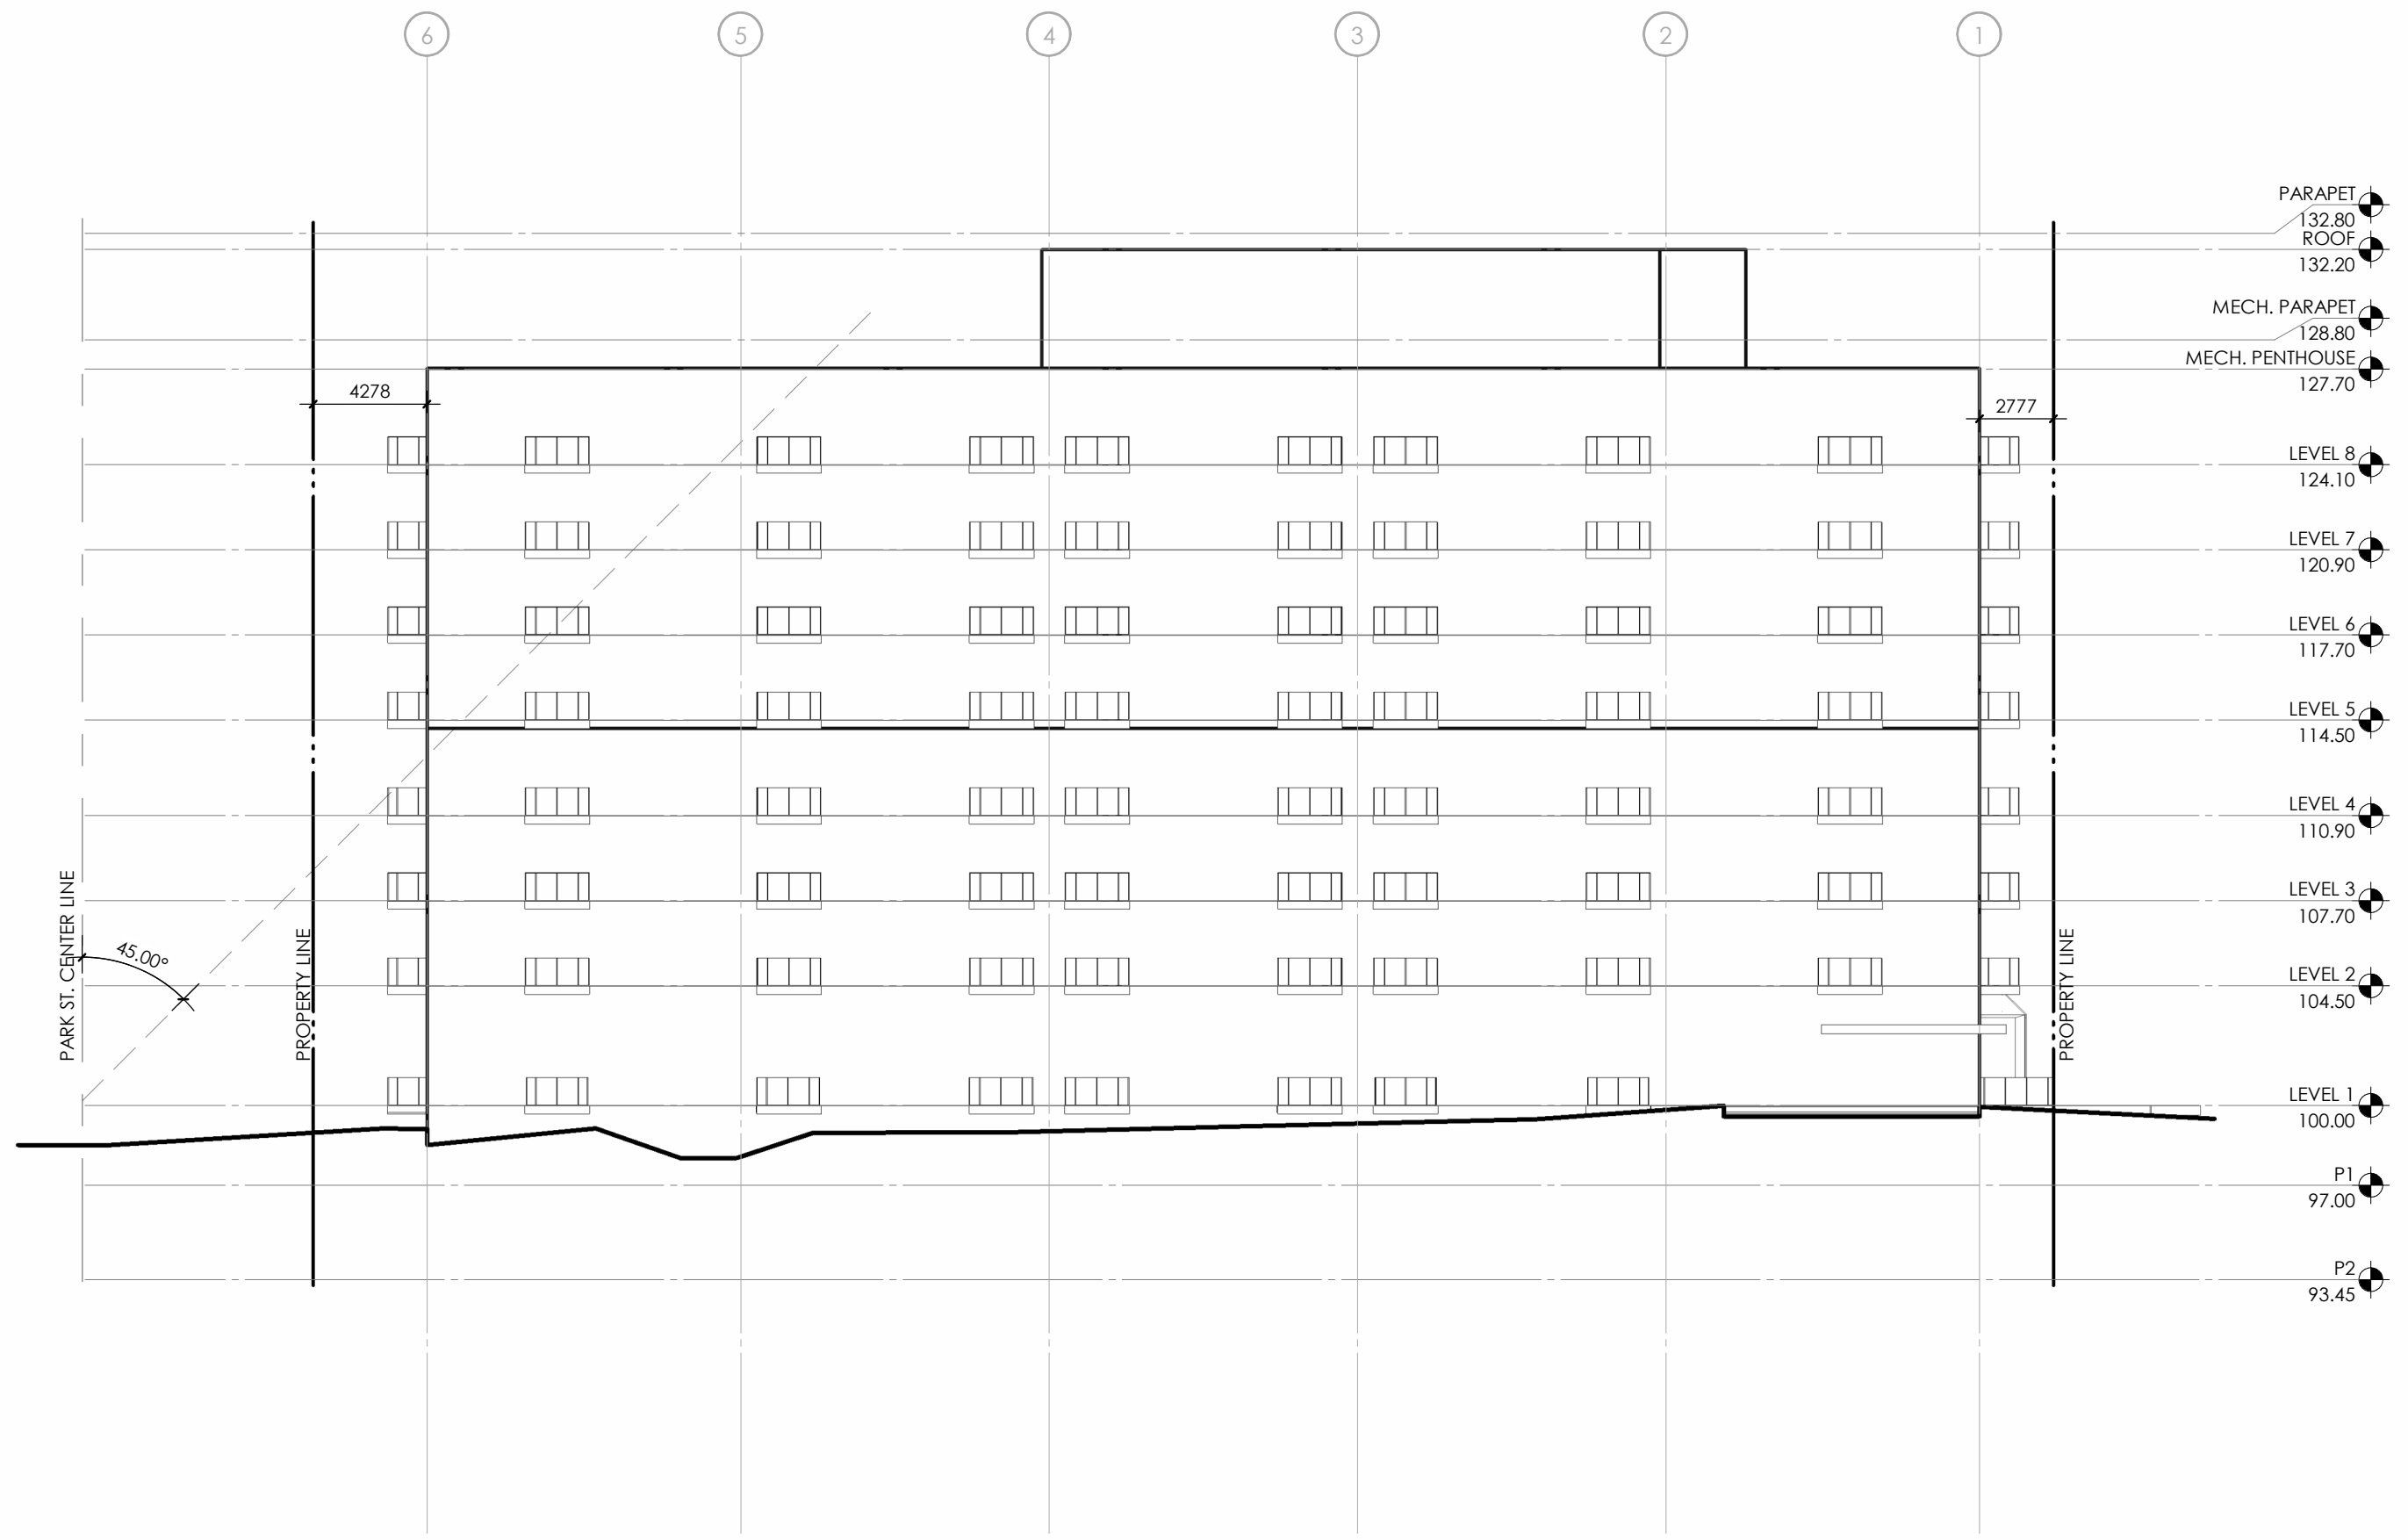 6
5
4
3
2
1
PARAPET
132.80
ROOF
132.20
MECH. PARAPET
128.80
MECH. PENTHOUSE
127.70
4278
2777
LEVEL 8
124.10
LEVEL 7
120.90
LEVEL 6
117.70
LEVEL 5
114.50
LEVEL 4
110.90
LEVEL 3
107.70
LEVEL 2
104.50
LEVEL 1
100.00
P1
97.00
P2
93.45
PARK ST. CENTER LINE
45.00°
PROPERTY LINE
PROPERTY LINE